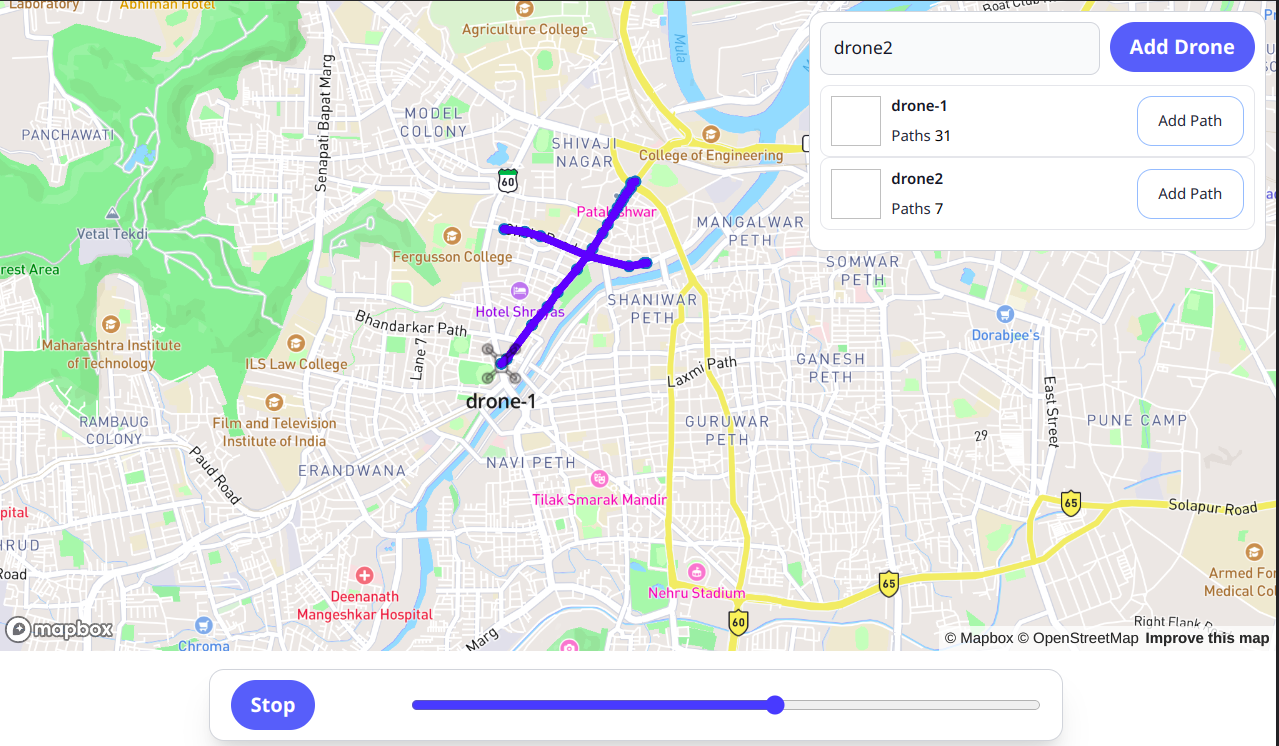 Laboratory
Abhiman Hotel
Agriculture College
Mula
Boat Club R
drone2
Add Drone
drone-1
Paths 31
Add Path
drone2
Paths 7
Add Path
Senapati Bapat Marg
MODEL
COLONY
PANCHAWATI
SHIVAJI
NAGAR
College of Engineering
60
Vetal Tekdi
MANGALWAR
PETH
Fergusson College
rest Area
SOMWAR
PETH
Hotel Shreyas
SHANIWAR
PETH
Bhandarkar Path
Dorabjee's
Maharashtra Institute
of Technology
ILS Law College
Lane 7
Laxmi Path
GANESH
PETH
drone-1
East Street
Film and Television
Institute of India
RAMBAUG
COLONY
GURUWAR
PETH
PUNE CAMP
29
Paud Road
ERANDWANA
NAVI PETH
Tilak Smarak Mandir
65
Solapur Road
pital
HRUD
Road
Deenanath
Mangeshkar Hospital
Nehru Stadium
65
Armed For
Medical Col
60
mapbox
Chroma
Marg
Right Flank R
© Mapbox © OpenStreetMap Improve this map
Stop